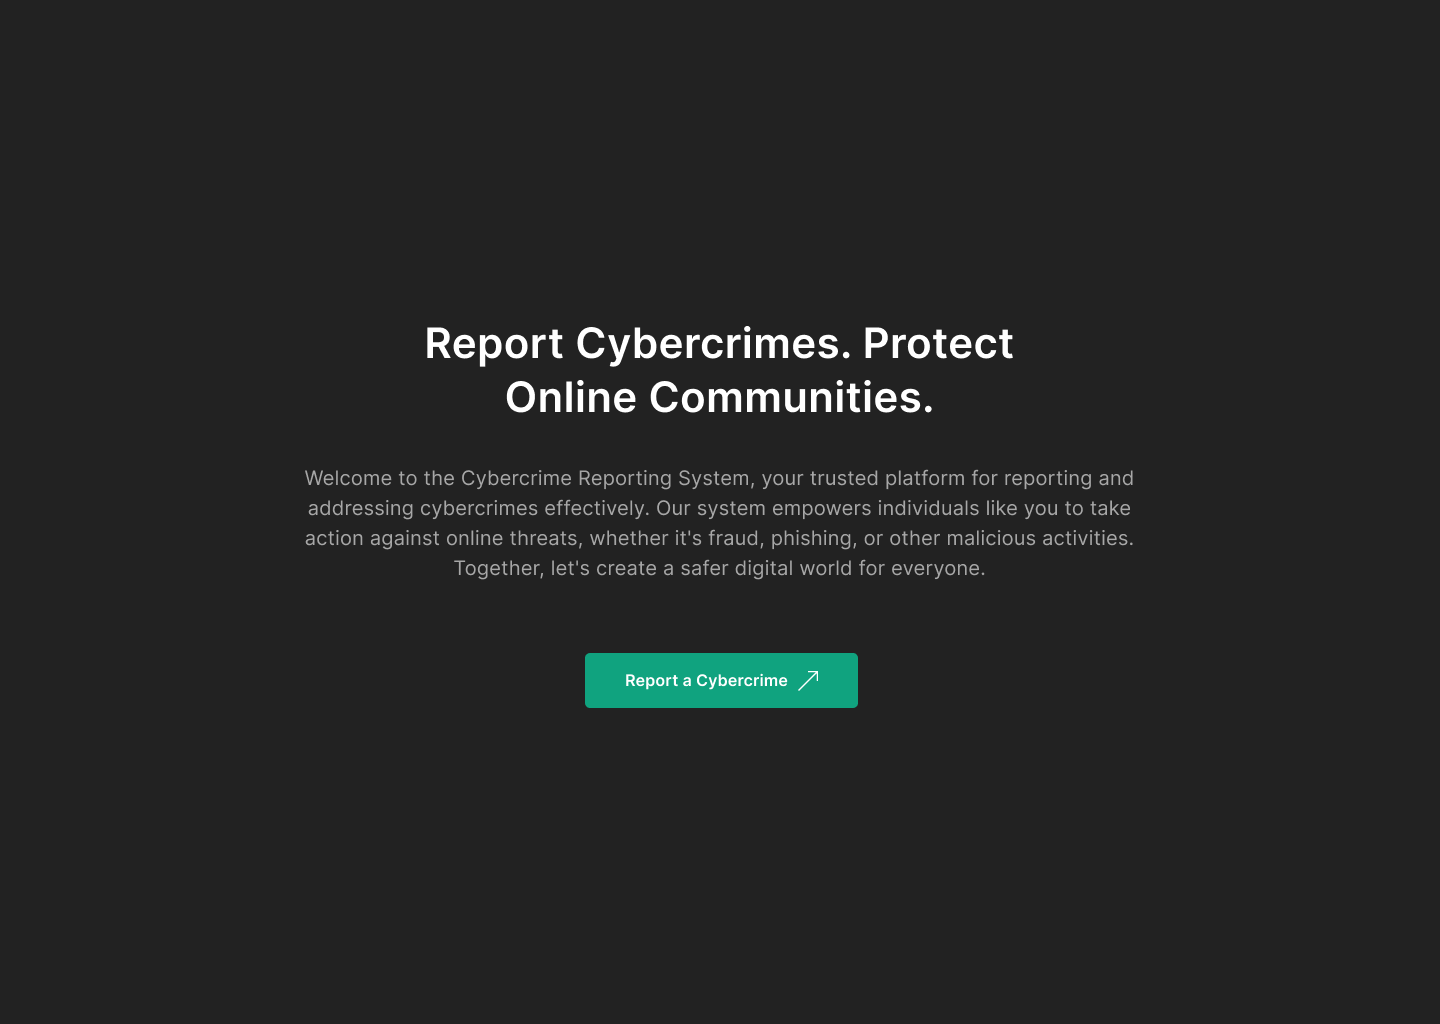 Report Cybercrimes. Protect
Online Communities.
Welcome to the Cybercrime Reporting System, your trusted platform for reporting and
addressing cybercrimes effectively. Our system empowers individuals like you to take
action against online threats, whether it's fraud, phishing, or other malicious activities.
Together, let's create a safer digital world for everyone.
Report a Cybercrime